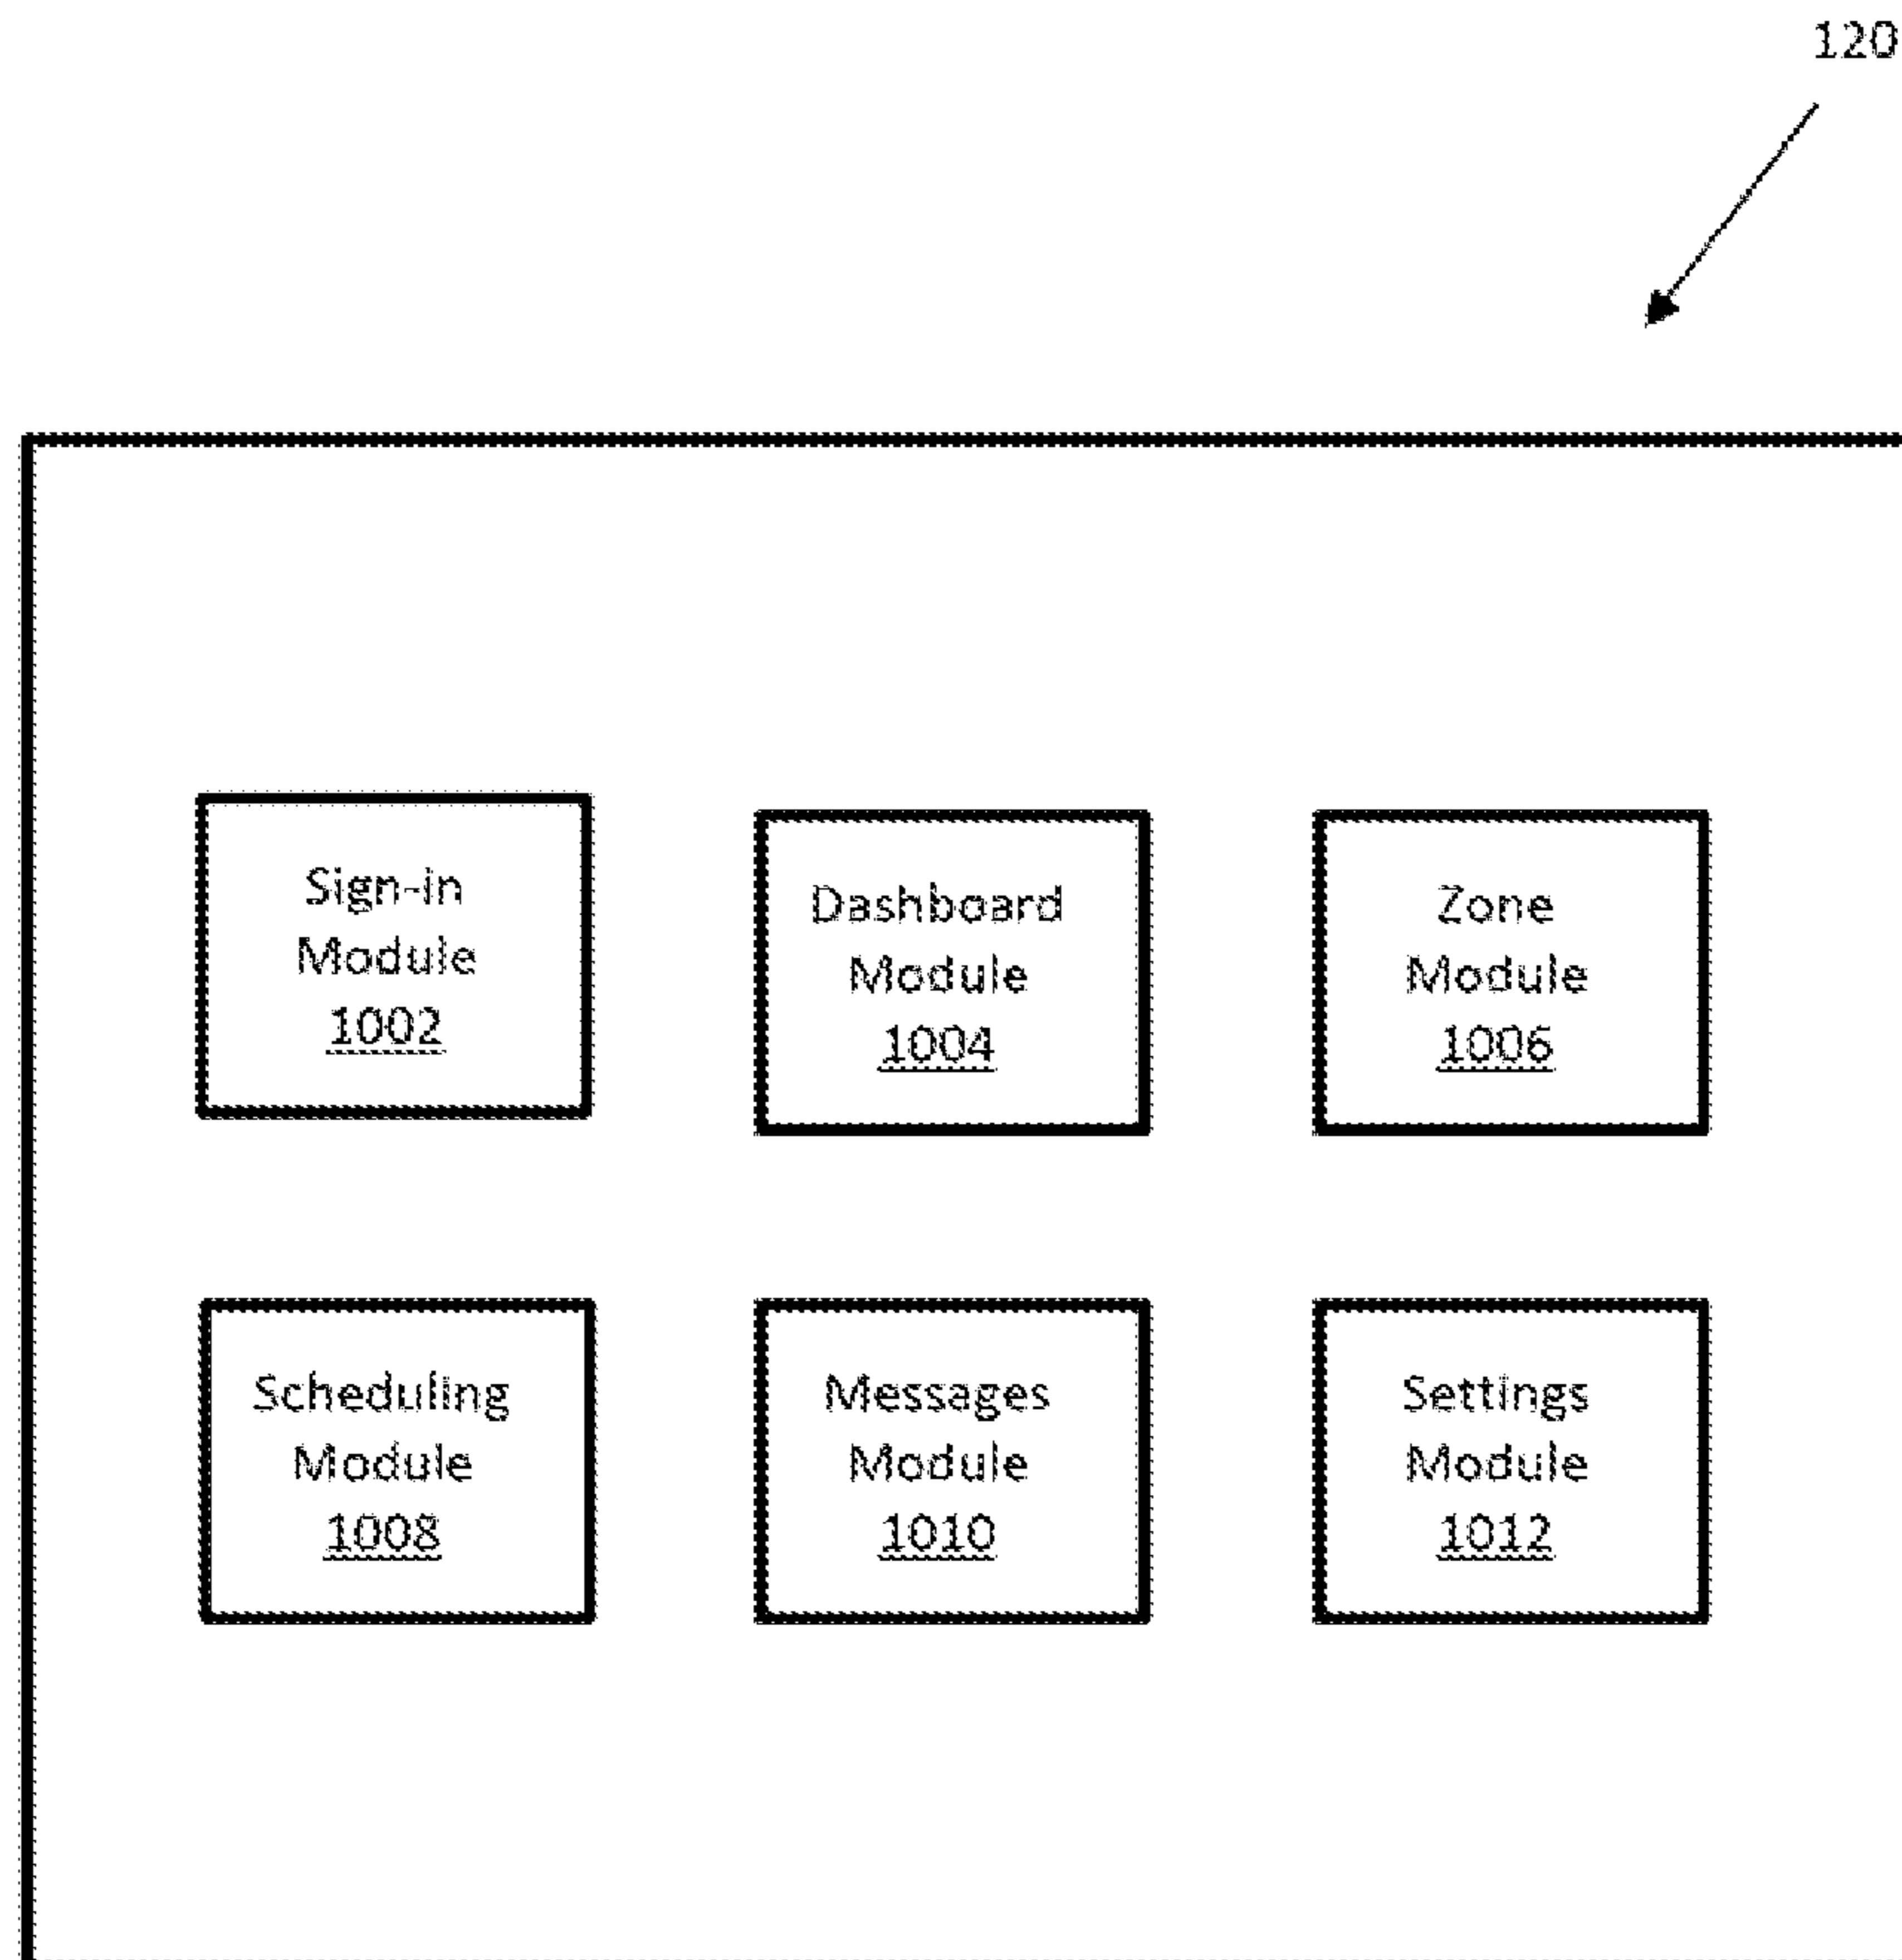 120
Sign-in
Module
1002
Dashboard
Module
1004
Zone
Module
1006
Scheduling
Module
1008
Messages
Module
1010
Settings
Module
1012